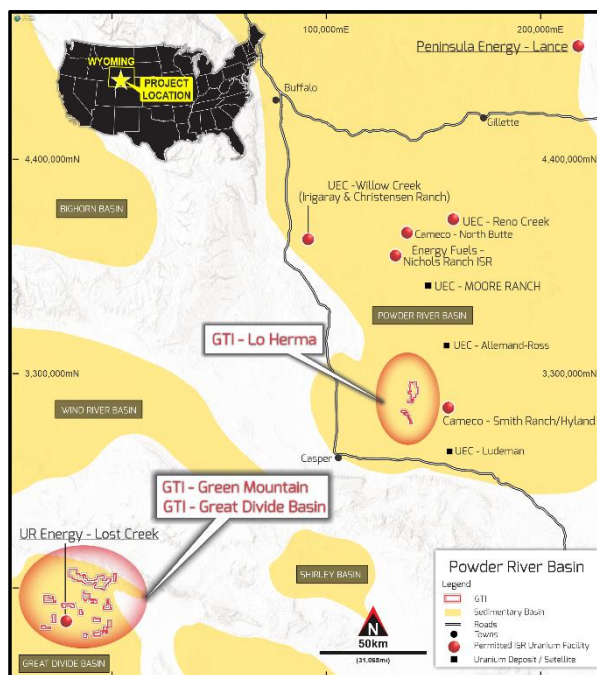 100,000mE
200,000mE
Peninsula Energy - Lance
WYOMING
PROJECT
LOCATION
Buffalo
Gillette
4,400,000mN
4,400,000mN
UEC -Willow Creek
(Irigaray & Christensen Ranch)
BIGHORN BASIN
UEC - Reno Creek
Cameco - North Butte
Energy Fuels -
Nichols Ranch ISR
UEC - MOORE RANCH
POWDER RIVER
BASIN
GTI - Lo Herma
UEC - Allemand-Ross
3,300,000mN
3,300,000mN
WIND RIVER BASIN
Cameco - Smith Ranch/Hyland
Casper
UEC - Ludeman
GTI - Green Mountain
GTI - Great Divide Basin
UR Energy - Lost Creek
SHIRLEY BASIN
GREAT DIVIDE BASIN
N
50km
(31.068mi)
Powder River Basin
Legend
GTI
Sedimentary Basin
Roads
Towns
Permitted ISR Uranium Facility
Uranium Deposit / Satellite